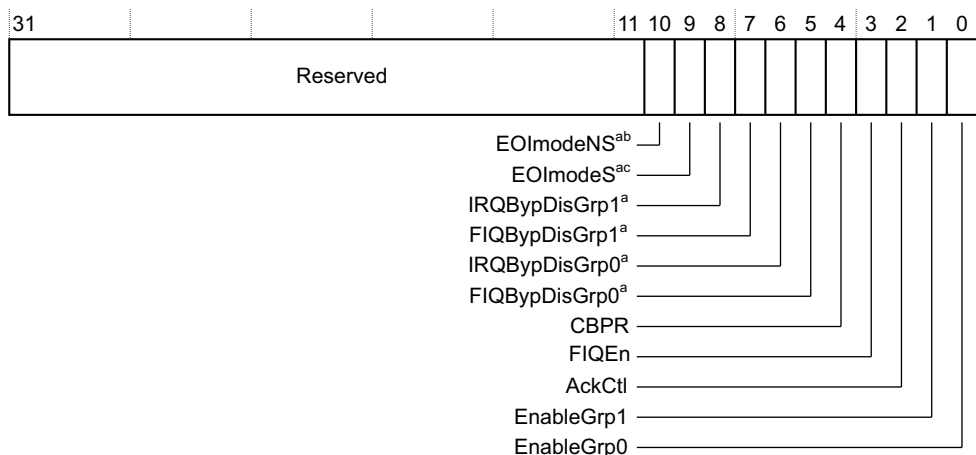 31 11 10 9 8 7 6 5 4 3 2 1 0
Reserved
EOImodeNSᵃᵇ
EOImodeSᵃᶜ
IRQBypDisGrp1ᵃ
FIQBypDisGrp1ᵃ
IRQBypDisGrp0ᵃ
FIQBypDisGrp0ᵃ
CBPR
FIQEn
AckCtl
EnableGrp1
EnableGrp0